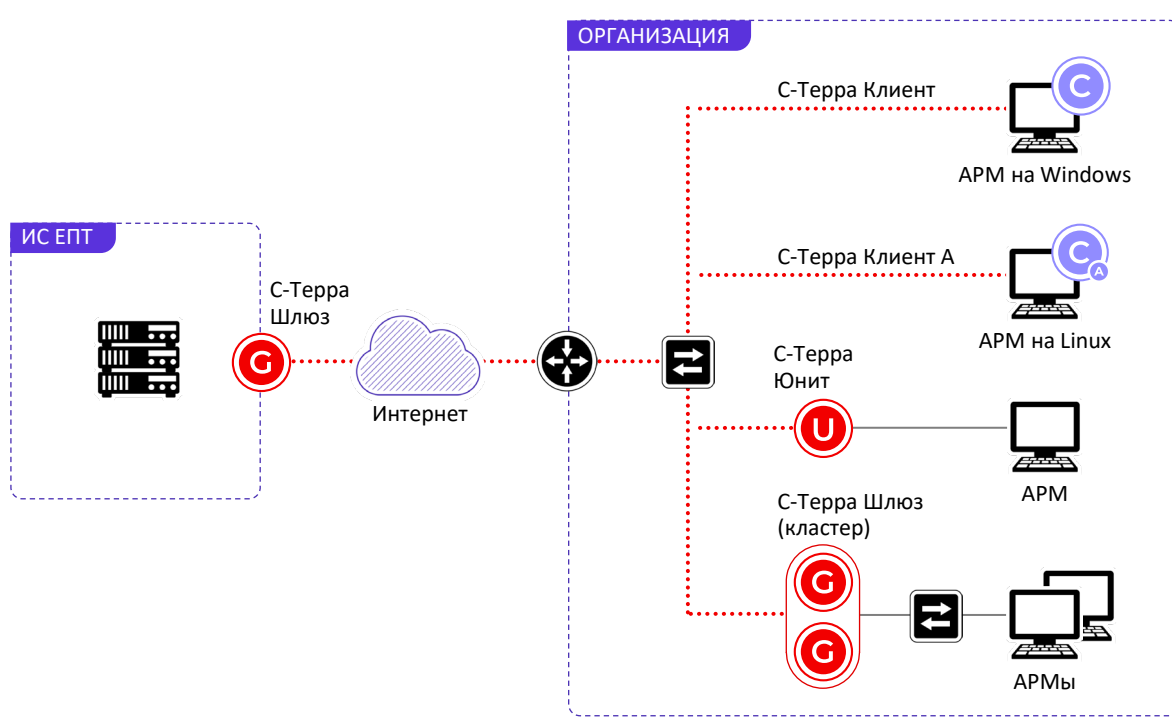 ОРГАНИЗАЦИЯ
С-Терра Клиент
C
АРМ на Windows
ИС ЕПТ
С-Терра Клиент А
C
A
АРМ на Linux
С-Терра
Шлюз
G
Интернет
С-Терра
Юнит
U
АРМ
С-Терра Шлюз
(кластер)
G
G
АРМы